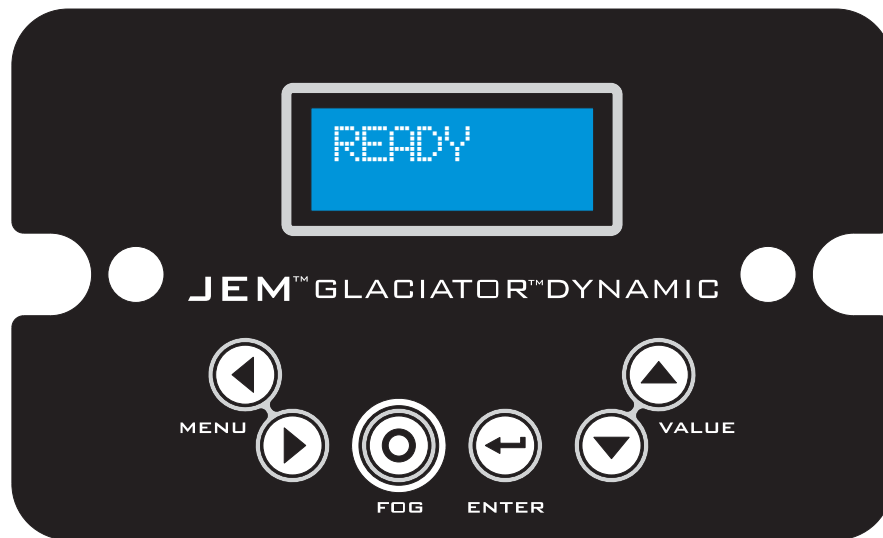 READY
JEM™ GLACIATOR™ DYNAMIC
MENU
VALUE
FOG
ENTER